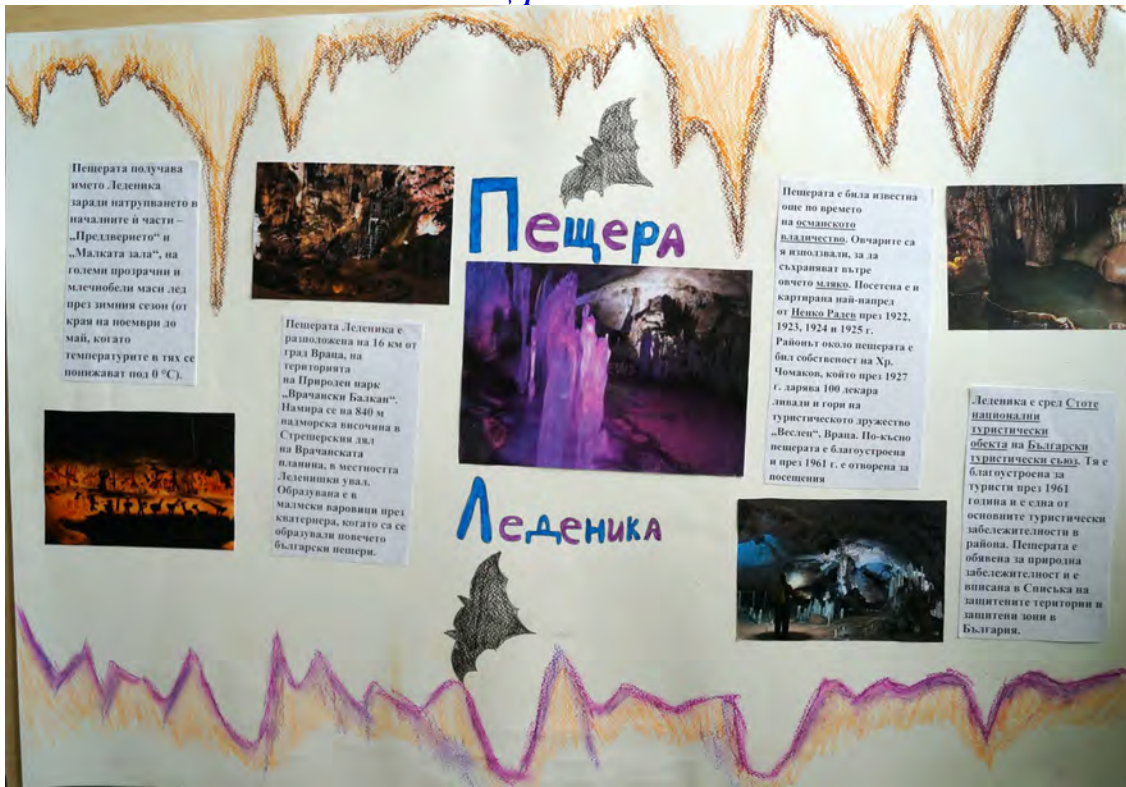 Пещера
Леденика
Пещерата получава
името Леденика
заради натрупването в
началните ѝ части –
„Преддверието“ и
„Малката зала“, на
големи прозрачни и
млечнобели маси лед
през зимния сезон (от
края на ноември до
май, когато
температурите в тях се
понижават под 0 °C).
Пещерата Леденика е
разположена на 16 км от
град Враца, на
територията
на Природен парк
„Врачански Балкан“.
Намира се на 840 м
надморска височина в
Стрешерския дял
на Врачанската
планина, в местността
Леденишки увал.
Образувана е в
малмски варовици през
кватернера, когато са се
образували повечето
български пещери.
Пещерата е била известна
още по времето
на османското
владичество. Овчарите са
я използвали, за да
съхраняват вътре
овчето мляко. Посетена е и
картирана най-напред
от Ненко Радев през 1922,
1923, 1924 и 1925 г.
Районът около пещерата е
бил собственост на Хр.
Чомаков, който през 1927
г. дарява 100 декара
ливади и гори на
туристическото дружество
„Веслец“, Враца. По-късно
пещерата е благоустроена
и през 1961 г. е отворена за
посещения
Леденика е сред Стоте
национални
туристически
обекта на Български
туристически съюз. Тя е
благоустроена за
туристи през 1961
година и е една от
основните туристически
забележителности в
района. Пещерата е
обявена за природна
забележителност и е
вписана в Списъка на
защитените територии и
защитени зони в
България.